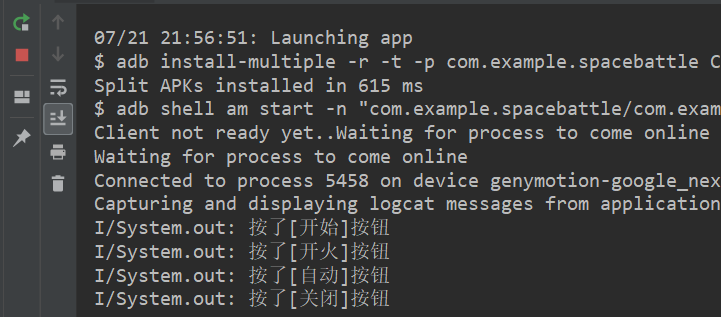 07/21 21:56:51: Launching app
$ adb install-multiple -r -t -p com.example.spacebattle C
Split APKs installed in 615 ms
$ adb shell am start -n "com.example.spacebattle/com.exam
Client not ready yet..Waiting for process to come online
Waiting for process to come online
Connected to process 5458 on device genymotion-google_nex
Capturing and displaying logcat messages from application
I/System.out: 按了[开始]按钮
I/System.out: 按了[开火]按钮
I/System.out: 按了[自动]按钮
I/System.out: 按了[关闭]按钮